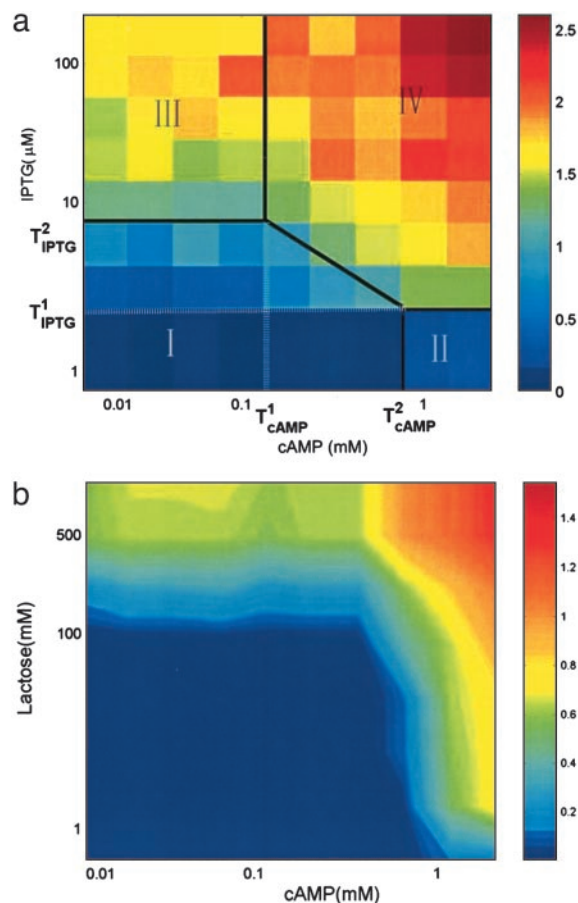 a
100
10
1
IPTG(μM)
T²IPTG
T¹IPTG
III
IV
I
II
0.01
0.1
1
T¹cAMP
T²cAMP
cAMP (mM)
2.5
2
1.5
1
0.5
0
b
500
100
1
Lactose(mM)
0.01
0.1
1
cAMP(mM)
1.4
1.2
1
0.8
0.6
0.4
0.2